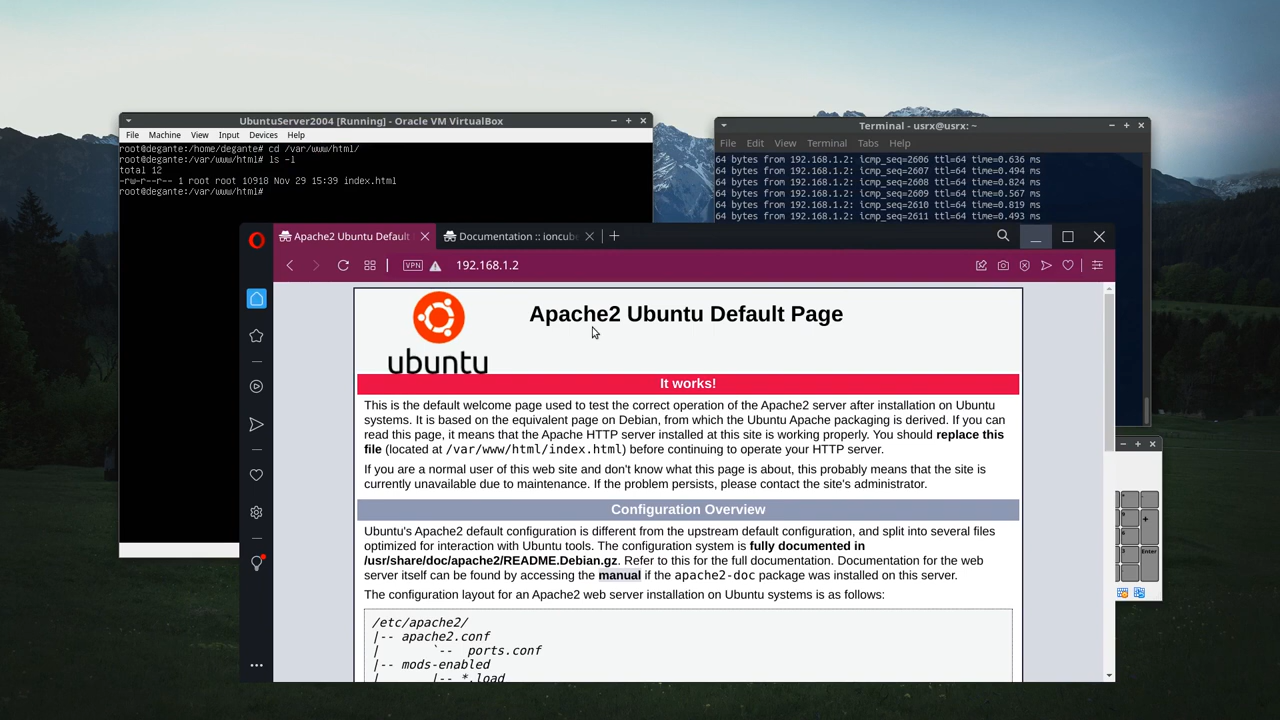 UbuntuServer2004 [Running] - Oracle VM VirtualBox
File Machine View Input Devices Help
root@degante:/home/degante# cd /var/www/html/
root@degante:/var/www/html# ls -l
total 12
-rw-r--r-- 1 root root 10918 Nov 29 15:39 index.html
root@degante:/var/www/html#
Terminal - usrx@usrx: ~
File Edit View Terminal Tabs Help
64 bytes from 192.168.1.2: icmp_seq=2606 ttl=64 time=0.636 ms
64 bytes from 192.168.1.2: icmp_seq=2607 ttl=64 time=0.494 ms
64 bytes from 192.168.1.2: icmp_seq=2608 ttl=64 time=0.824 ms
64 bytes from 192.168.1.2: icmp_seq=2609 ttl=64 time=0.567 ms
64 bytes from 192.168.1.2: icmp_seq=2610 ttl=64 time=0.819 ms
64 bytes from 192.168.1.2: icmp_seq=2611 ttl=64 time=0.493 ms
Apache2 Ubuntu Default
Documentation :: ioncube
VPN 192.168.1.2
ubuntu
Apache2 Ubuntu Default Page
It works!
This is the default welcome page used to test the correct operation of the Apache2 server after installation on Ubuntu
systems. It is based on the equivalent page on Debian, from which the Ubuntu Apache packaging is derived. If you can
read this page, it means that the Apache HTTP server installed at this site is working properly. You should replace this
file (located at /var/www/html/index.html) before continuing to operate your HTTP server.
If you are a normal user of this web site and don't know what this page is about, this probably means that the site is
currently unavailable due to maintenance. If the problem persists, please contact the site's administrator.
Configuration Overview
Ubuntu's Apache2 default configuration is different from the upstream default configuration, and split into several files
optimized for interaction with Ubuntu tools. The configuration system is fully documented in
/usr/share/doc/apache2/README.Debian.gz. Refer to this for the full documentation. Documentation for the web
server itself can be found by accessing the manual if the apache2-doc package was installed on this server.
The configuration layout for an Apache2 web server installation on Ubuntu systems is as follows:
/etc/apache2/
|-- apache2.conf
| `-- ports.conf
|-- mods-enabled
| |-- *.load
+
3 Enter